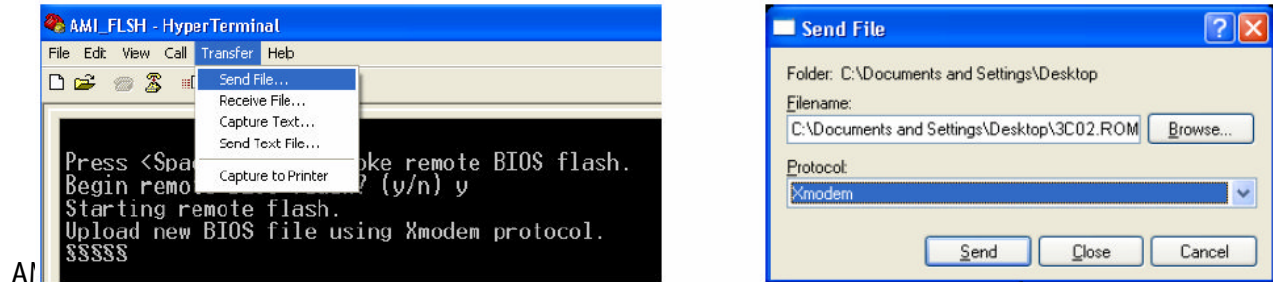 AMI_FLSH - HyperTerminal
File Edit View Call Transfer Help
Send File...
Receive File...
Capture Text...
Send Text File...
Capture to Printer
Press <Spa oke remote BIOS flash.
Begin remo (y/n) y
Starting remote flash.
Upload new BIOS file using Xmodem protocol.
§§§§§
Send File
Folder: C:\Documents and Settings\Desktop
Filename:
C:\Documents and Settings\Desktop\3C02.ROM
Browse...
Protocol:
Xmodem
Send Close Cancel